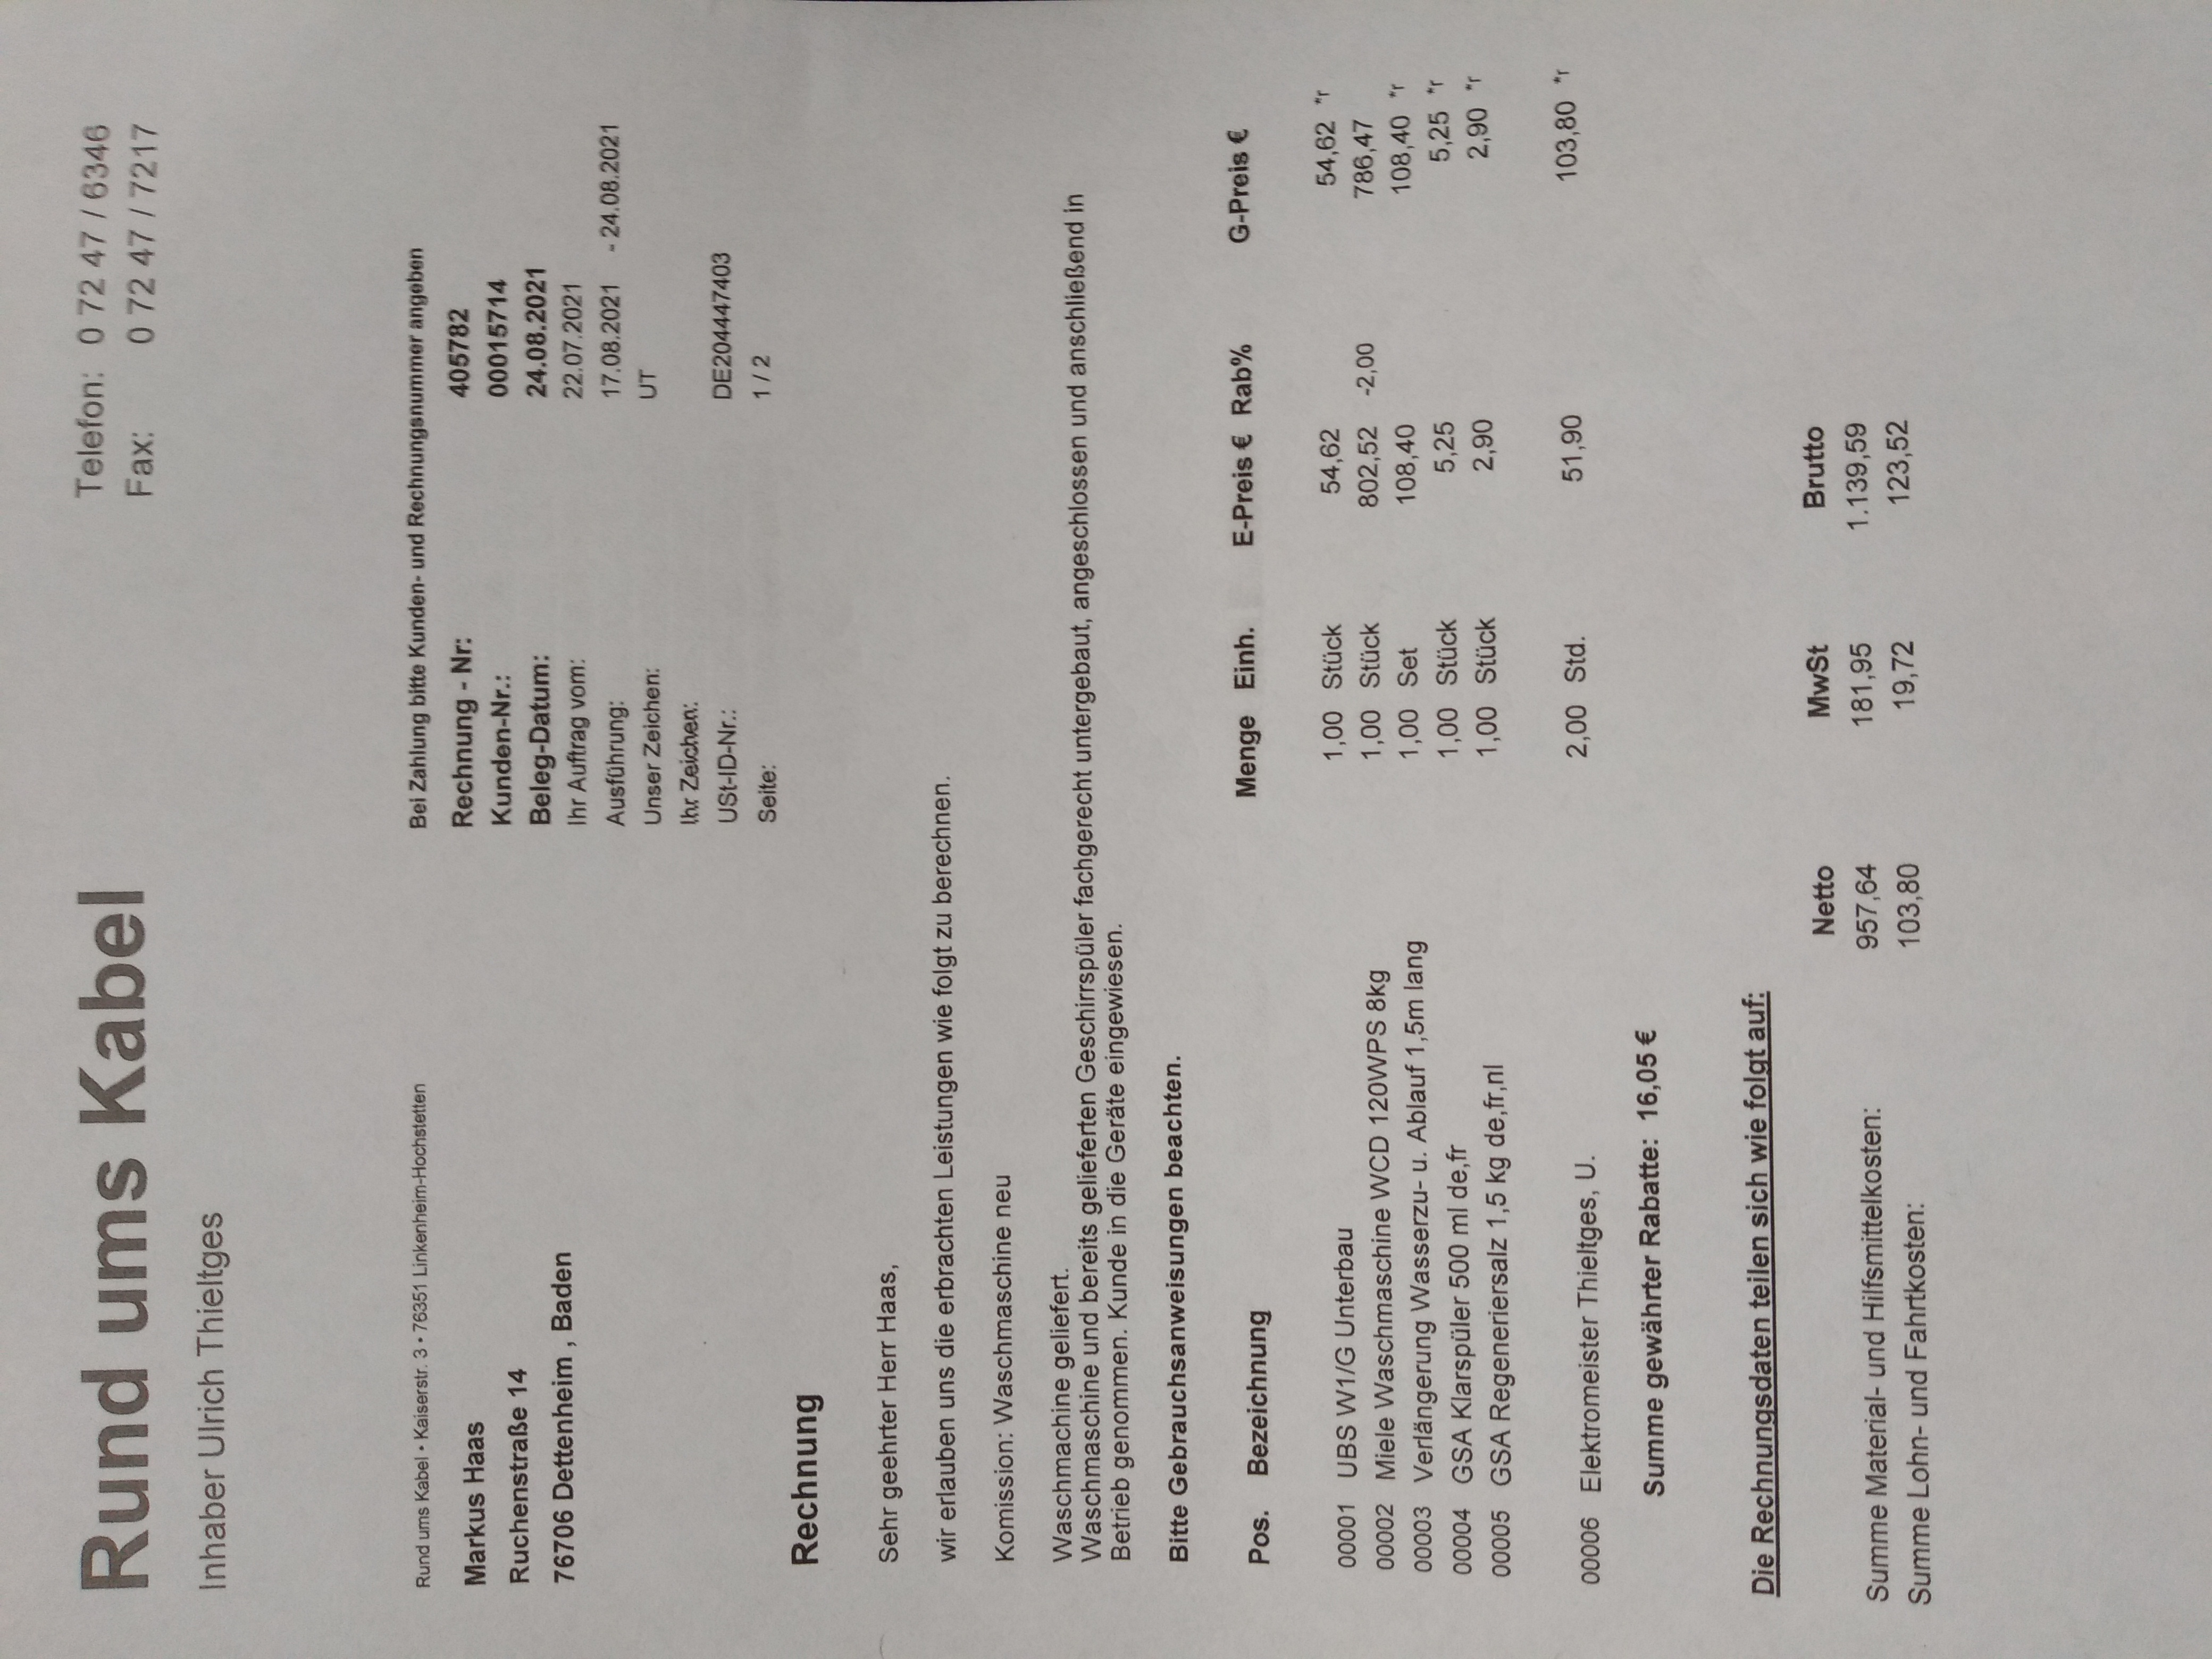 Rund ums Kabel
Inhaber Ulrich Thieltges
Telefon: 0 72 47 / 6346
Fax: 0 72 47 / 7217
Rund ums Kabel • Kaiserstr. 3 • 76351 Linkenheim-Hochstetten
Markus Haas
Ruchenstraße 14
76706 Dettenheim , Baden
Bei Zahlung bitte Kunden- und Rechnungsnummer angeben
Rechnung - Nr: 405782
Kunden-Nr.: 00015714
Beleg-Datum: 24.08.2021
Ihr Auftrag vom: 22.07.2021
Ausführung: 17.08.2021 - 24.08.2021
Unser Zeichen: UT
Ihr Zeichen:
USt-ID-Nr.: DE204447403
Seite: 1 / 2
Rechnung
Sehr geehrter Herr Haas,
wir erlauben uns die erbrachten Leistungen wie folgt zu berechnen.
Komission: Waschmaschine neu
Waschmachine geliefert.
Waschmaschine und bereits gelieferten Geschirrspüler fachgerecht untergebaut, angeschlossen und anschließend in
Betrieb genommen. Kunde in die Geräte eingewiesen.
Bitte Gebrauchsanweisungen beachten.
Pos. Bezeichnung Menge Einh. E-Preis € Rab% G-Preis €
00001 UBS W1/G Unterbau 1,00 Stück 54,62 54,62 *r
00002 Miele Waschmaschine WCD 120WPS 8kg 1,00 Stück 802,52 -2,00 786,47
00003 Verlängerung Wasserzu- u. Ablauf 1,5m lang 1,00 Set 108,40 108,40 *r
00004 GSA Klarspüler 500 ml de,fr 1,00 Stück 5,25 5,25 *r
00005 GSA Regeneriersalz 1,5 kg de,fr,nl 1,00 Stück 2,90 2,90 *r
00006 Elektromeister Thieltges, U. 2,00 Std. 51,90 103,80 *r
Summe gewährter Rabatte: 16,05 €
Die Rechnungsdaten teilen sich wie folgt auf:
Netto MwSt Brutto
Summe Material- und Hilfsmittelkosten: 957,64 181,95 1.139,59
Summe Lohn- und Fahrtkosten: 103,80 19,72 123,52